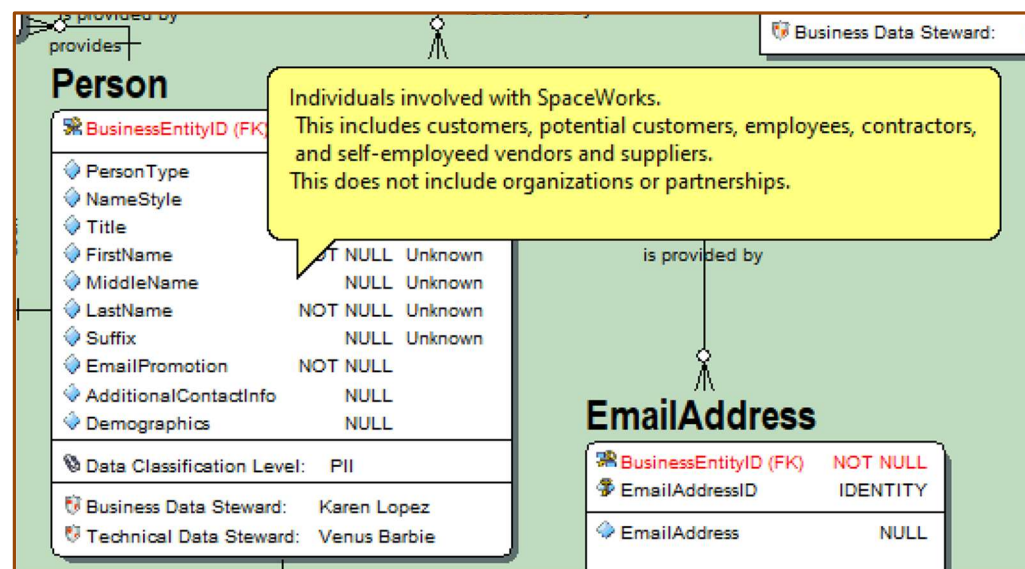 is provided by
provides
Business Data Steward:
Person
Individuals involved with SpaceWorks.
This includes customers, potential customers, employees, contractors,
and self-employeed vendors and suppliers.
This does not include organizations or partnerships.
BusinessEntityID (FK)
PersonType
NameStyle
Title
FirstName NOT NULL Unknown
MiddleName NULL Unknown
LastName NOT NULL Unknown
Suffix NULL Unknown
EmailPromotion NOT NULL
AdditionalContactInfo NULL
Demographics NULL
Data Classification Level: PII
Business Data Steward: Karen Lopez
Technical Data Steward: Venus Barbie
is provided by
EmailAddress
BusinessEntityID (FK) NOT NULL
EmailAddressID IDENTITY
EmailAddress NULL